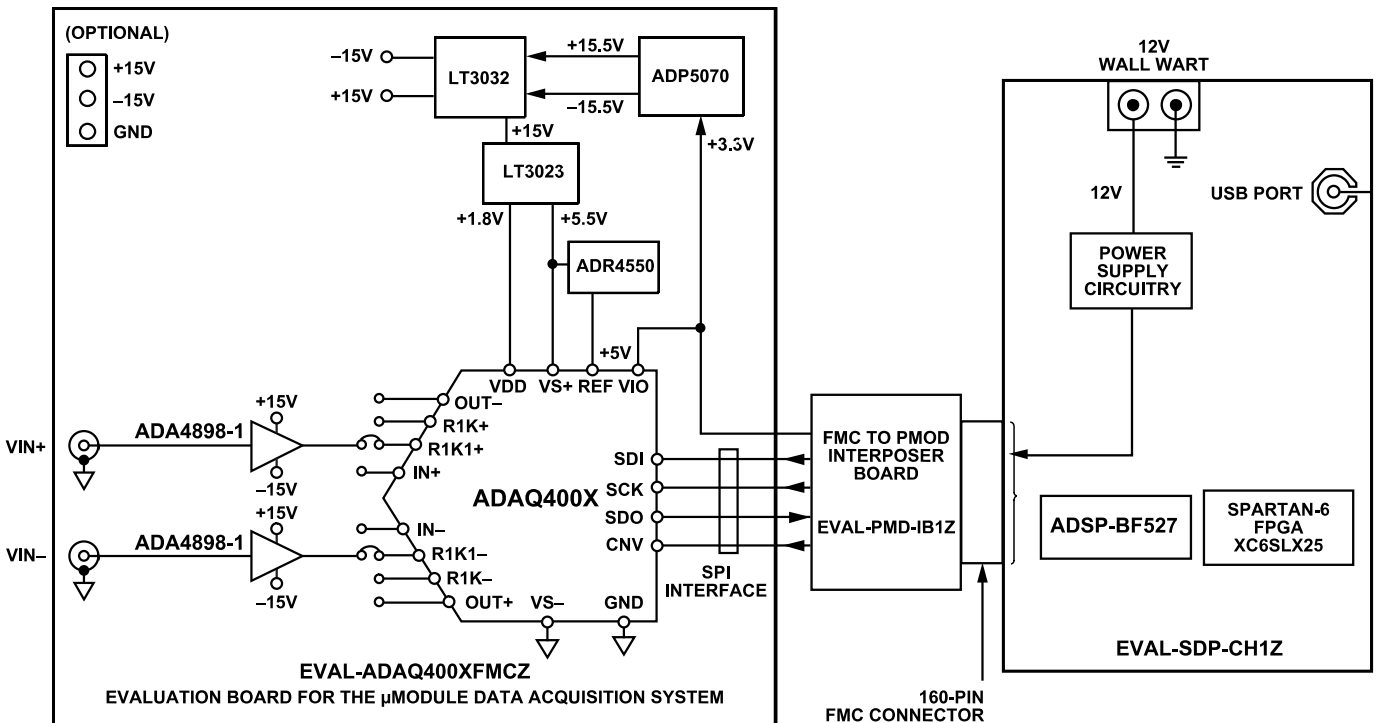 (OPTIONAL)
+15V
–15V
GND
–15V
+15V
LT3032
+15.5V
–15.5V
ADP5070
+15V
+3.3V
LT3023
+1.8V
+5.5V
ADR4550
+5V
VDD
VS+
REF
VIO
VIN+
ADA4898-1
+15V
–15V
OUT–
R1K+
R1K1+
IN+
ADAQ400X
VIN–
ADA4898-1
+15V
–15V
IN–
R1K1–
R1K–
OUT+
VS–
GND
SDI
SCK
SDO
CNV
SPI
INTERFACE
EVAL-ADAQ400XFMCZ
EVALUATION BOARD FOR THE µMODULE DATA ACQUISITION SYSTEM
FMC TO PMOD
INTERPOSER
BOARD
EVAL-PMD-IB1Z
160-PIN
FMC CONNECTOR
12V
WALL WART
12V
USB PORT
POWER
SUPPLY
CIRCUITRY
ADSP-BF527
SPARTAN-6
FPGA
XC6SLX25
EVAL-SDP-CH1Z